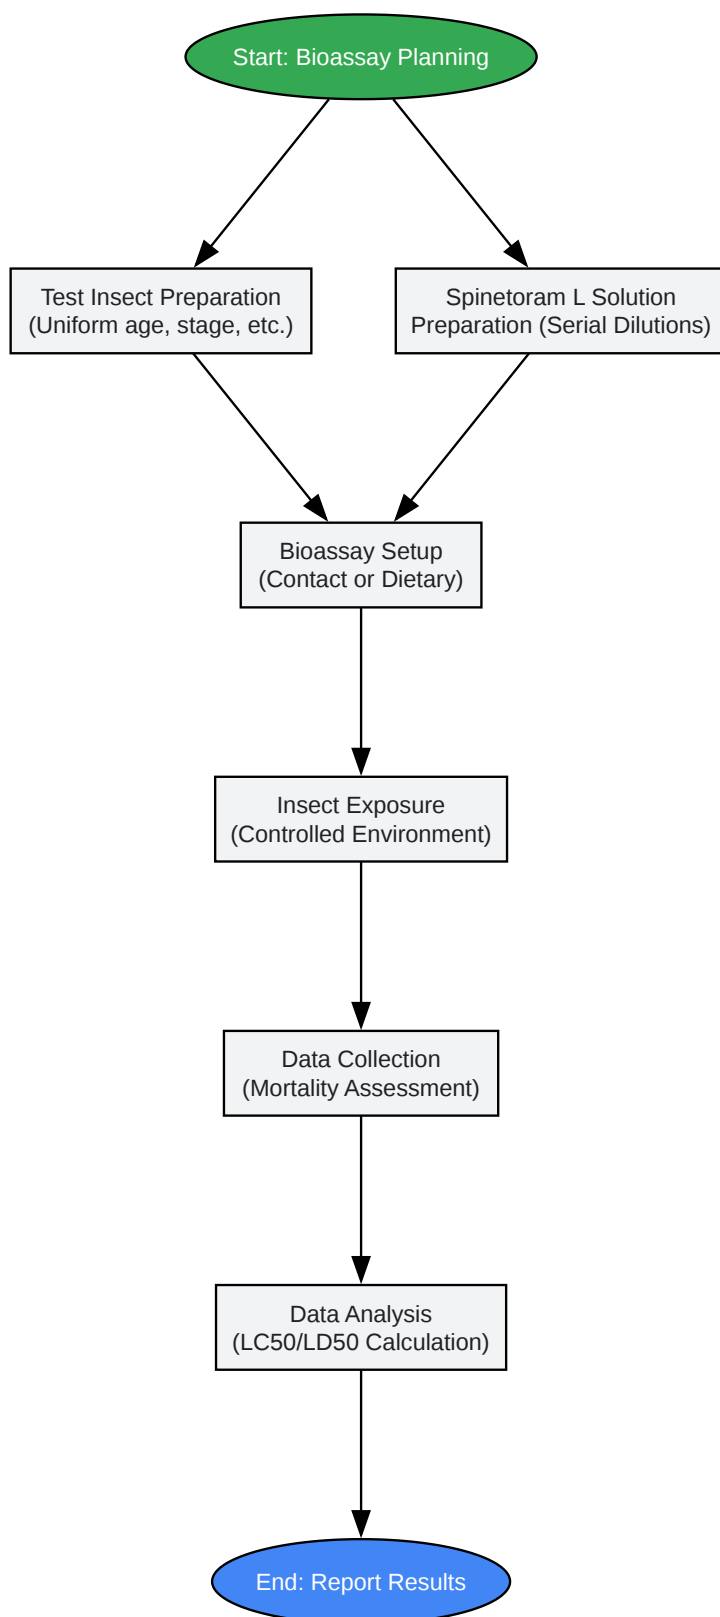 Start: Bioassay Planning
Test Insect Preparation
(Uniform age, stage, etc.)
Spinetoram L Solution
Preparation (Serial Dilutions)
Bioassay Setup
(Contact or Dietary)
Insect Exposure
(Controlled Environment)
Data Collection
(Mortality Assessment)
Data Analysis
(LC50/LD50 Calculation)
End: Report Results